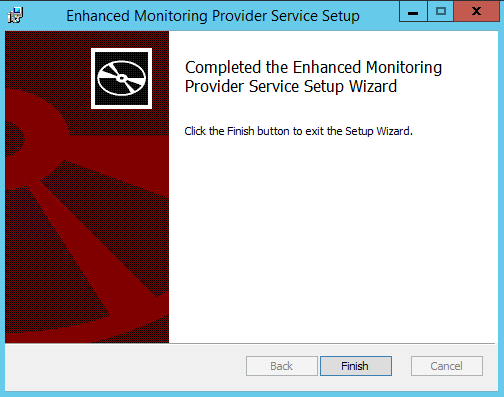 Enhanced Monitoring Provider Service Setup
Completed the Enhanced Monitoring
Provider Service Setup Wizard
Click the Finish button to exit the Setup Wizard.
Back
Finish
Cancel